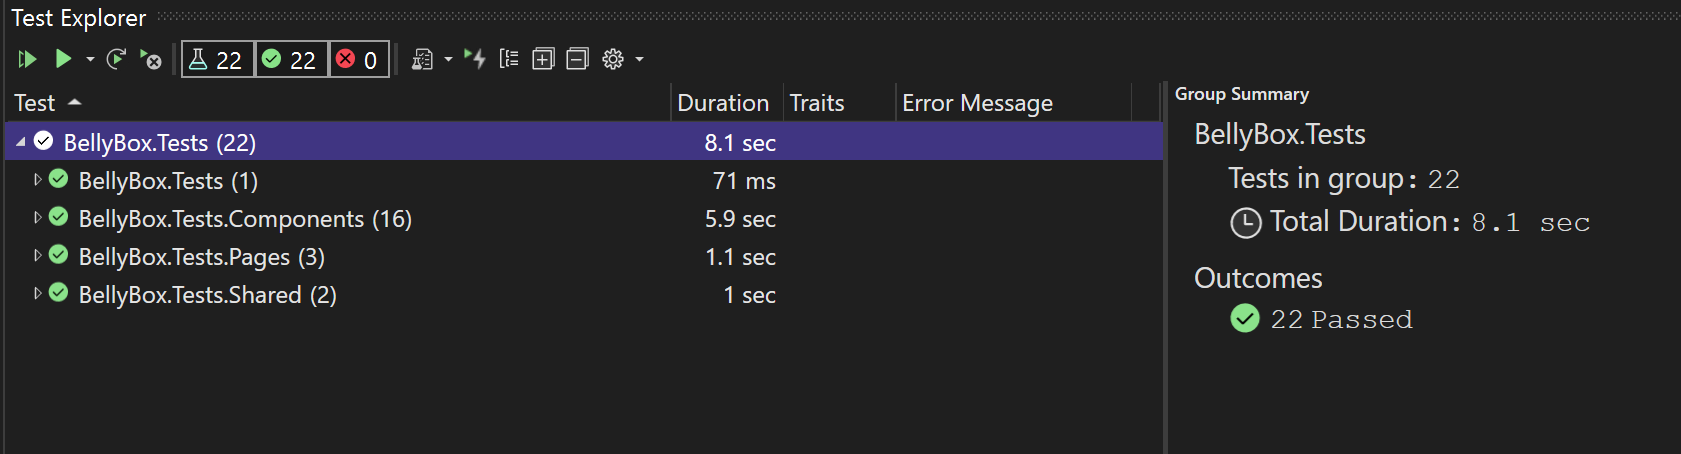 Test Explorer
22 22 0
Test Duration Traits Error Message
BellyBox.Tests (22) 8.1 sec
BellyBox.Tests (1) 71 ms
BellyBox.Tests.Components (16) 5.9 sec
BellyBox.Tests.Pages (3) 1.1 sec
BellyBox.Tests.Shared (2) 1 sec
Group Summary
BellyBox.Tests
Tests in group: 22
Total Duration: 8.1 sec
Outcomes
22 Passed